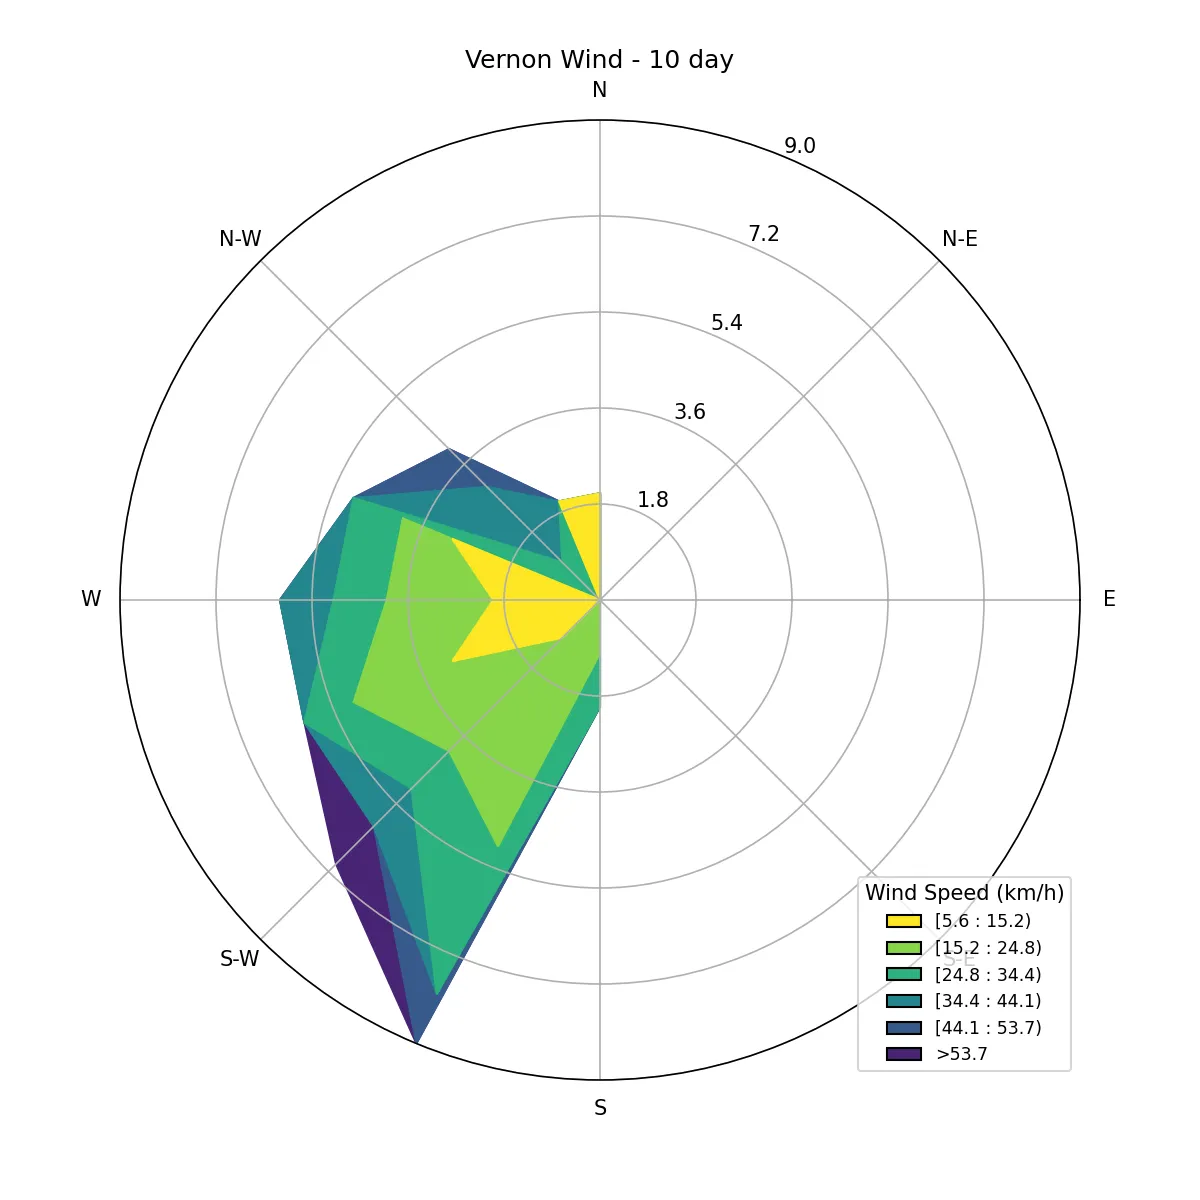 Vernon Wind - 10 day
N
9.0
N-W
N-E
7.2
5.4
3.6
1.8
W
E
Wind Speed (km/h)
[5.6 : 15.2)
[15.2 : 24.8)
S-W
S-E
[24.8 : 34.4)
[34.4 : 44.1)
[44.1 : 53.7)
>53.7
S